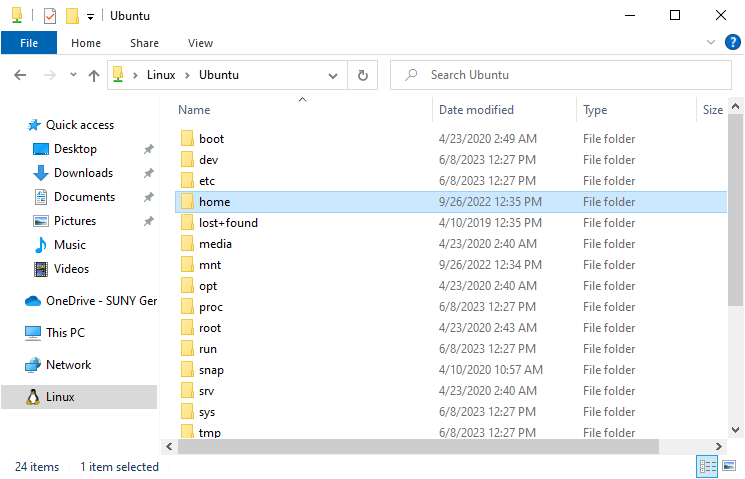 Ubuntu
File Home Share View
Linux Ubuntu Search Ubuntu
Name Date modified Type Size
Quick access
Desktop
Downloads
Documents
Pictures
Music
Videos
OneDrive - SUNY Ger
This PC
Network
Linux
boot 4/23/2020 2:49 AM File folder
dev 6/8/2023 12:27 PM File folder
etc 6/8/2023 12:27 PM File folder
home 9/26/2022 12:35 PM File folder
lost+found 4/10/2019 12:35 PM File folder
media 4/23/2020 2:40 AM File folder
mnt 9/26/2022 12:34 PM File folder
opt 4/23/2020 2:40 AM File folder
proc 6/8/2023 12:27 PM File folder
root 4/23/2020 2:43 AM File folder
run 6/8/2023 12:27 PM File folder
snap 4/10/2020 10:57 AM File folder
srv 4/23/2020 2:40 AM File folder
sys 6/8/2023 12:27 PM File folder
tmp 6/8/2023 12:27 PM File folder
24 items 1 item selected